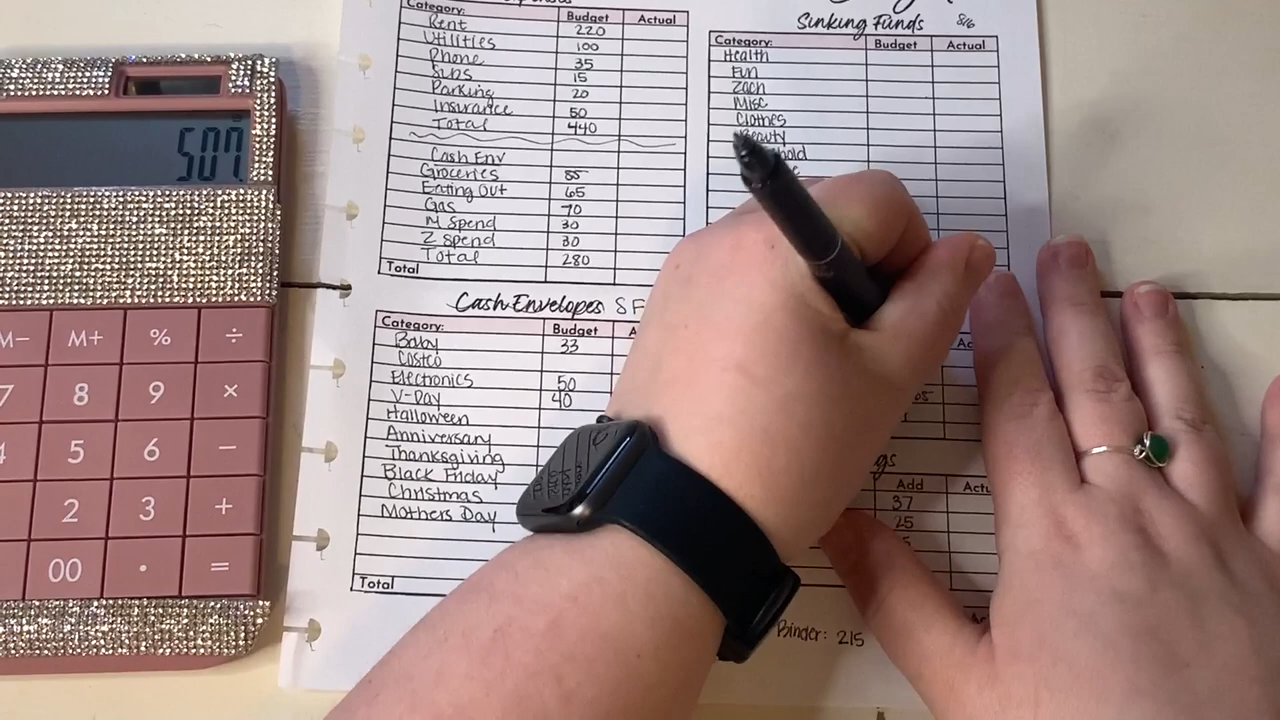 507.
M- M+ % ÷
7 8 9 ×
4 5 6 -
2 3 +
00 . =
Category: Budget Actual
Rent 220
Utilities 100
Phone 35
Subs 15
Parking 20
Insurance 50
Total 440
Cash Env
Groceries 85
Eating Out 65
Gas 70
M Spend 30
Z Spend 30
Total 280
Total
Sinking Funds 8/6
Category: Budget Actual
Health
Fun
Zach
Misc
Clothes
Beauty
Cash Envelopes SF
Category: Budget
Baby 33
Costco
Electronics 50
V-Day 40
Halloween
Anniversary
Thanksgiving
Black Friday
Christmas
Mothers Day
Total
Add
37
25
Binder: 215